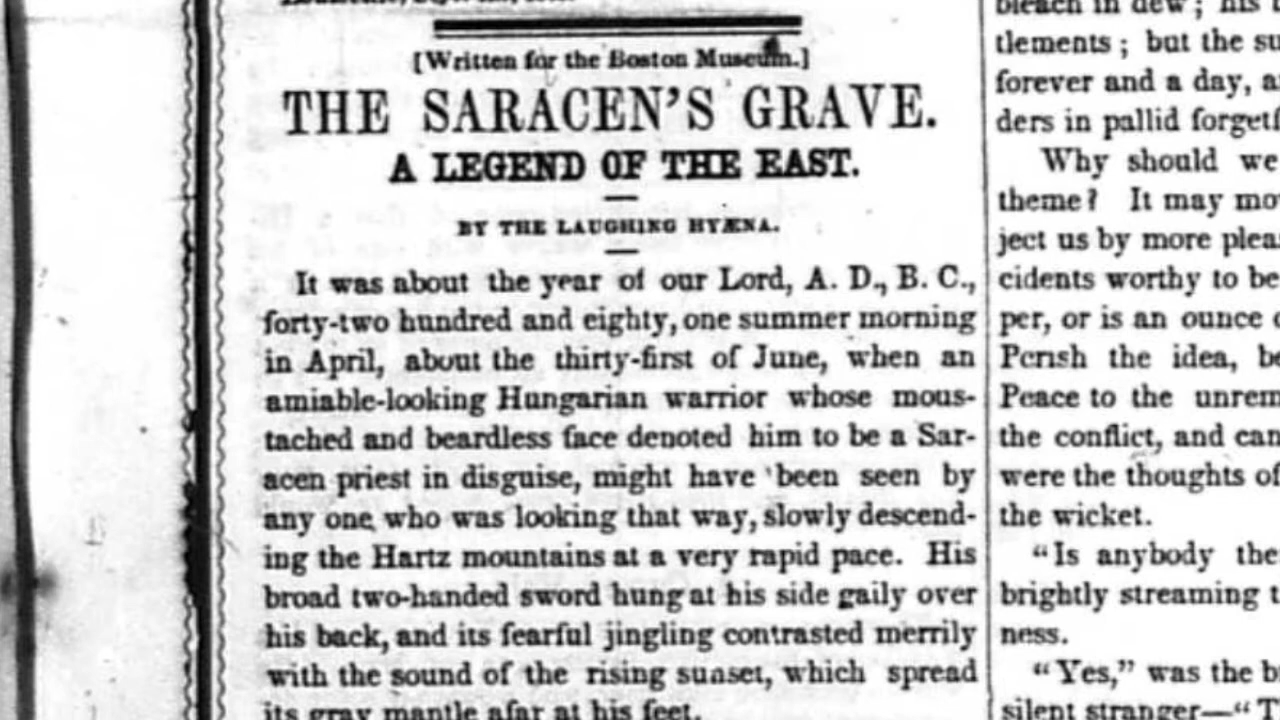 [Written for the Boston Museum.]
THE SARACEN'S GRAVE.
A LEGEND OF THE EAST.
BY THE LAUGHING HYÆNA.
It was about the year of our Lord, A. D., B. C.,
forty-two hundred and eighty, one summer morning
in April, about the thirty-first of June, when an
amiable-looking Hungarian warrior whose mous-
tached and beardless face denoted him to be a Sar-
acen priest in disguise, might have been seen by
any one who was looking that way, slowly descend-
ing the Hartz mountains at a very rapid pace. His
broad two-handed sword hung at his side gaily over
his back, and its fearful jingling contrasted merrily
with the sound of the rising sunset, which spread
its gray mantle afar at his feet.
bleach in dew; his
tlements; but the su
forever and a day, a
ders in pallid forgetf
Why should we
theme? It may mo
ject us by more plea
cidents worthy to be
per, or is an ounce
Perish the idea, be
Peace to the unrem
the conflict, and can
were the thoughts of
the wicket.
"Is anybody the
brightly streaming t
ness.
"Yes," was the b
silent stranger—"T